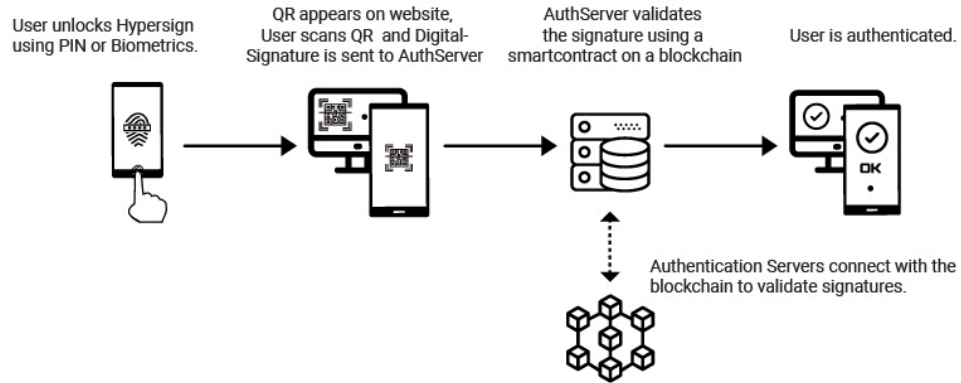 User unlocks Hypersign
using PIN or Biometrics.
QR appears on website,
User scans QR and Digital-
Signature is sent to AuthServer
AuthServer validates
the signature using a
smartcontract on a blockchain
User is authenticated.
OK
Authentication Servers connect with the
blockchain to validate signatures.